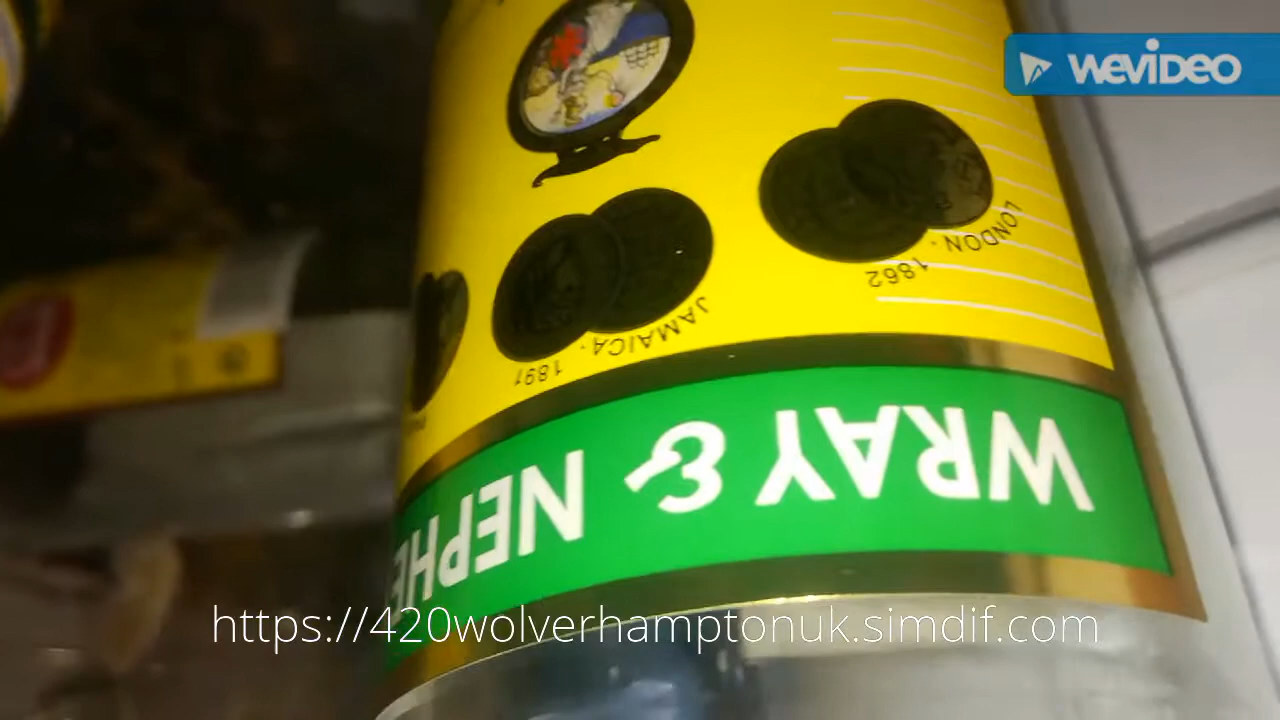 WEVIDEO
LONDON · 1862
JAMAICA · 1891
WRAY & NEPHE
https://420wolverhamptonuk.simdif.com